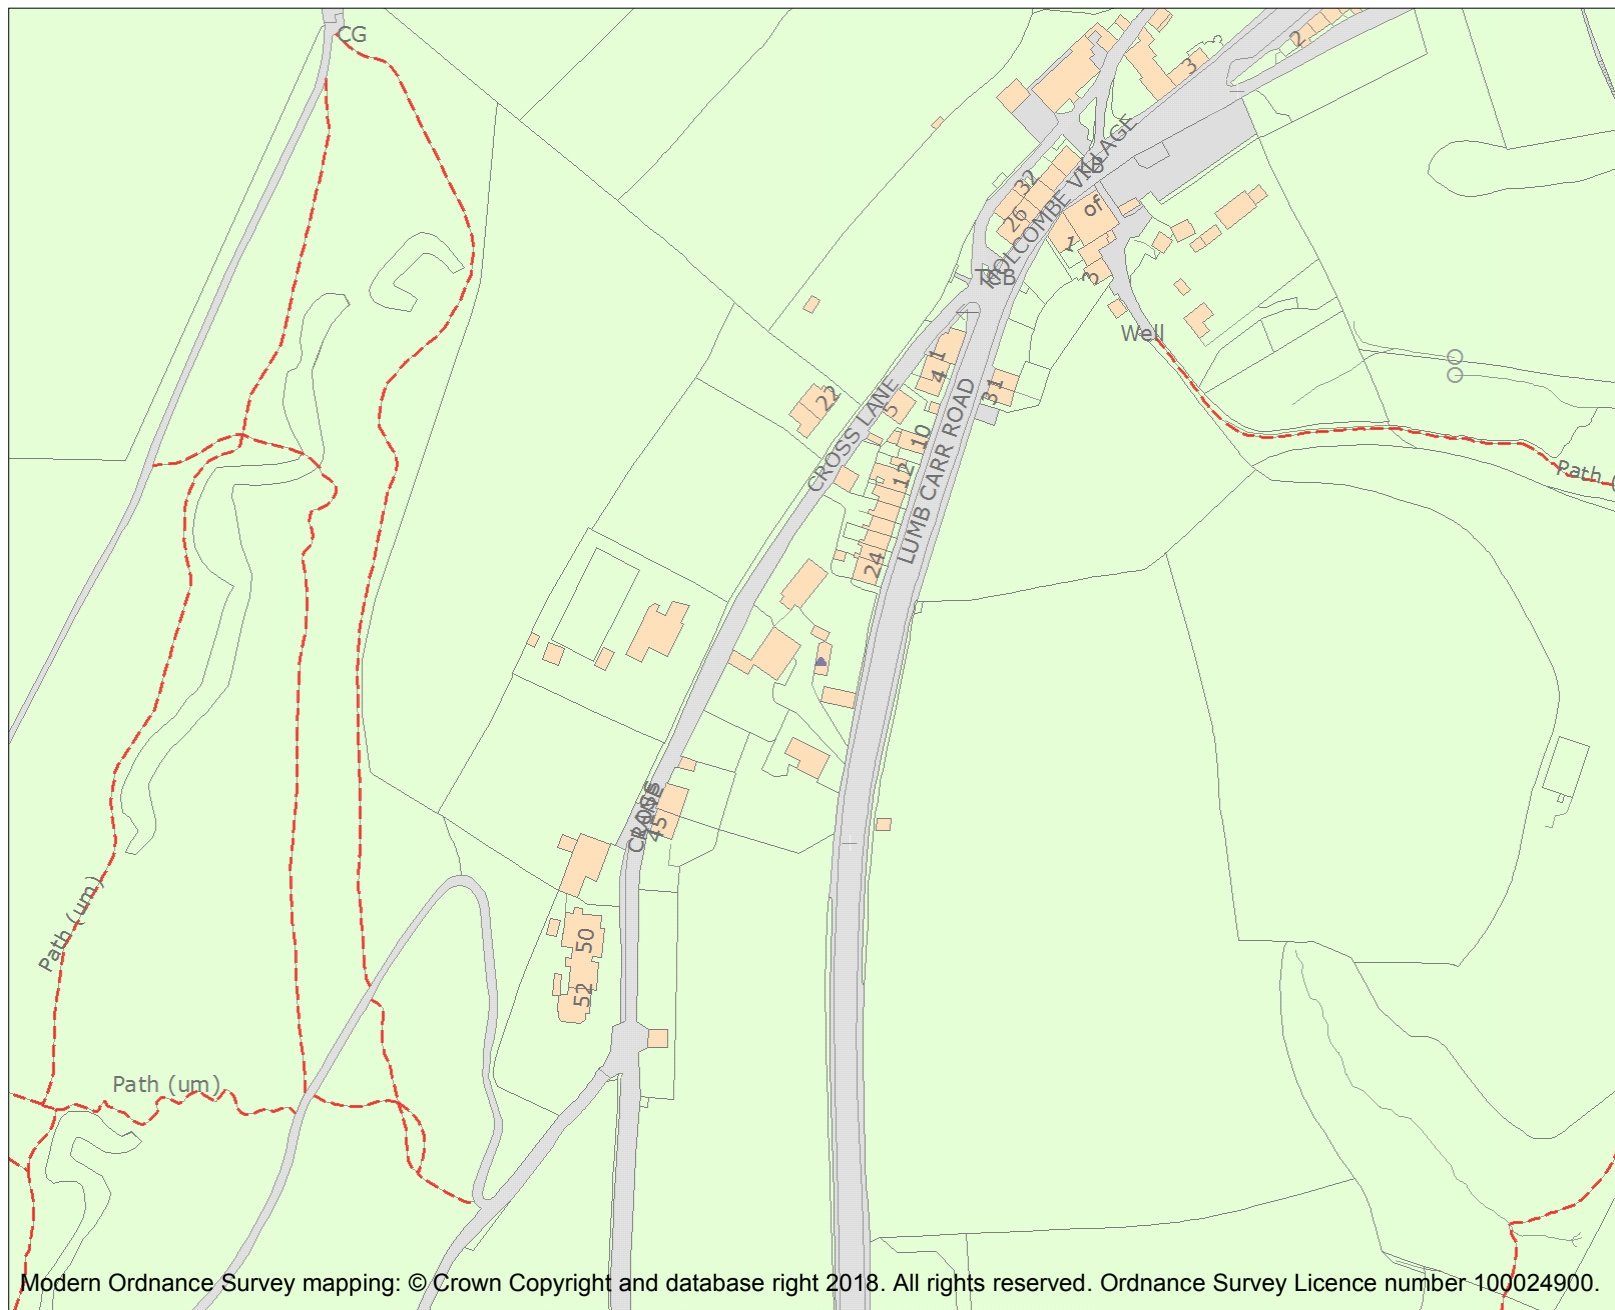 CG
2
3
HOLCOMBE VILLAGE
32
26
of
1
3
TCB
Well
1
4
22
5
31
CROSS LANE
10
12
LUMB CARR ROAD
24
Path (
LANE
45
Path (um)
50
52
Path (um)
Modern Ordnance Survey mapping: © Crown Copyright and database right 2018. All rights reserved. Ordnance Survey Licence number 100024900.